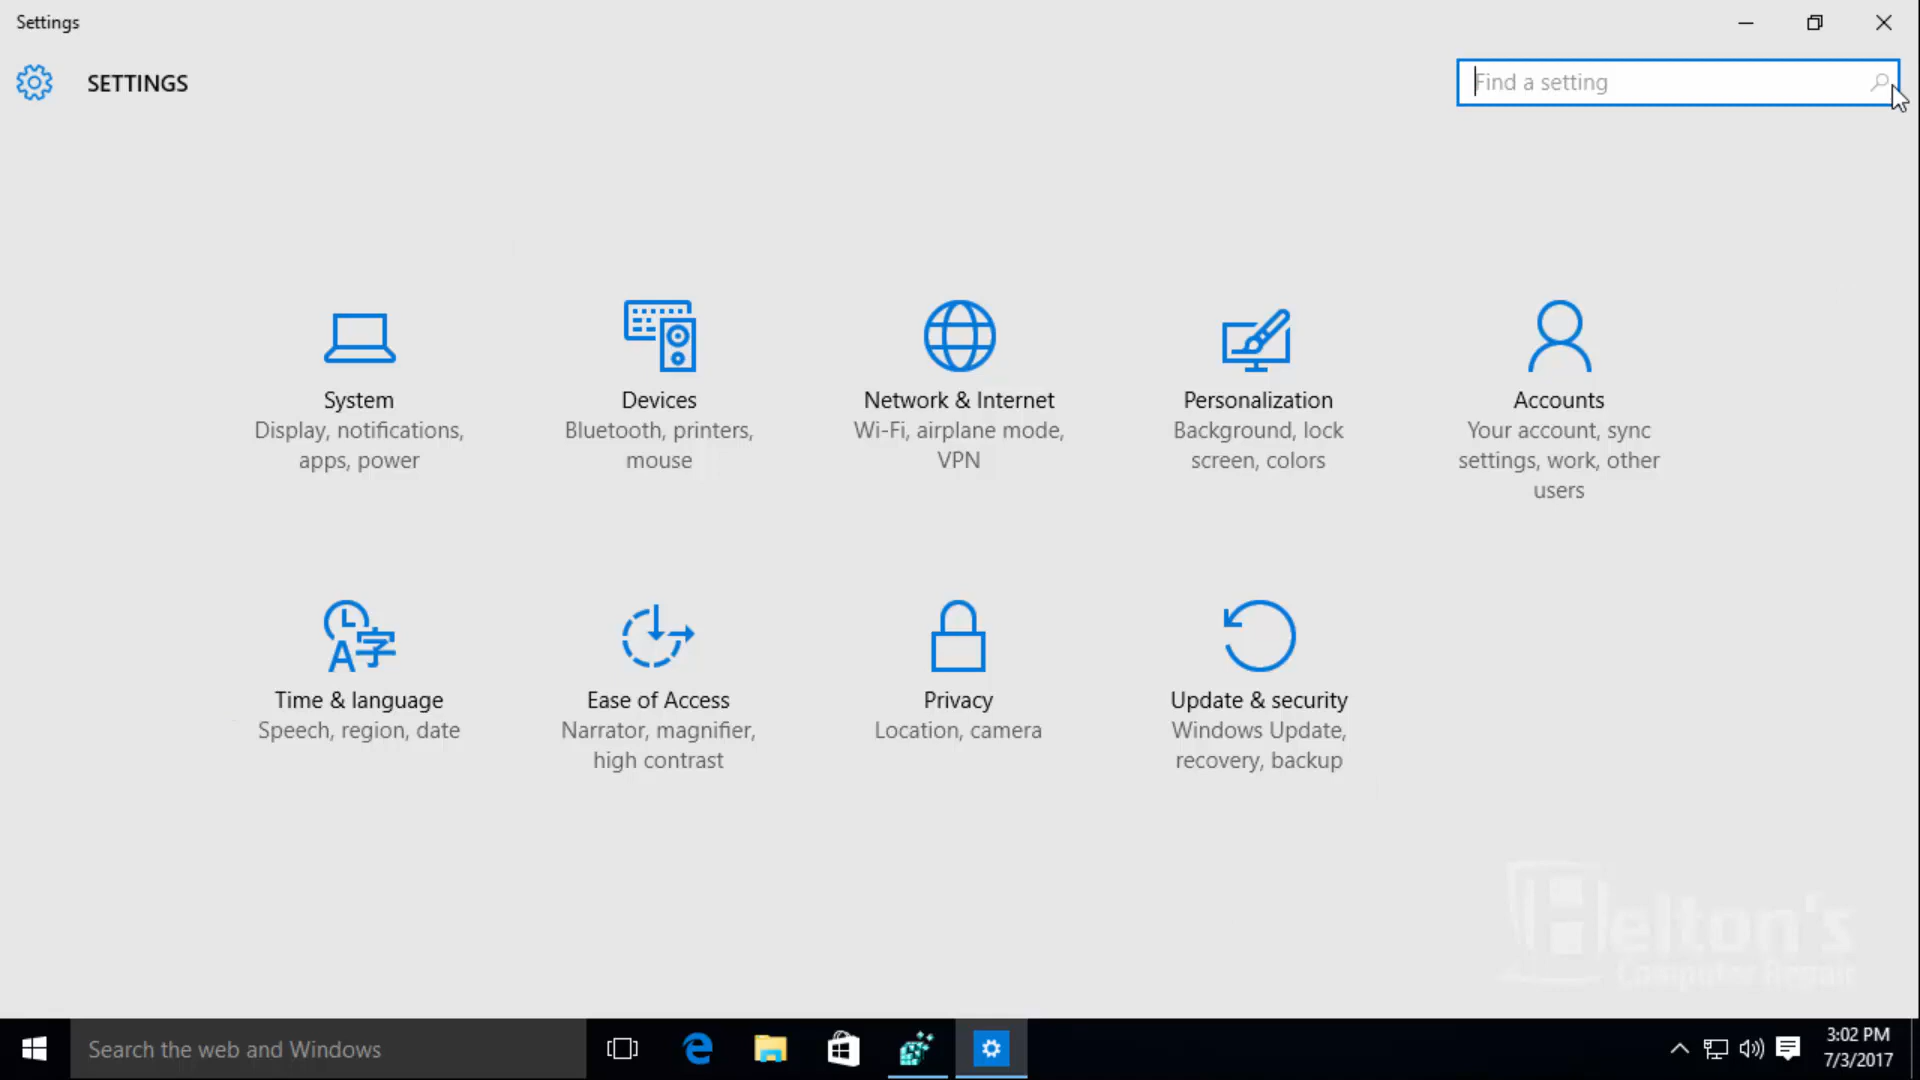 Settings
SETTINGS
Find a setting
System
Display, notifications,
apps, power
Devices
Bluetooth, printers,
mouse
Network & Internet
Wi-Fi, airplane mode,
VPN
Personalization
Background, lock
screen, colors
Accounts
Your account, sync
settings, work, other
users
Time & language
Speech, region, date
Ease of Access
Narrator, magnifier,
high contrast
Privacy
Location, camera
Update & security
Windows Update,
recovery, backup
Helton's
Computer Repair
Search the web and Windows
3:02 PM
7/3/2017